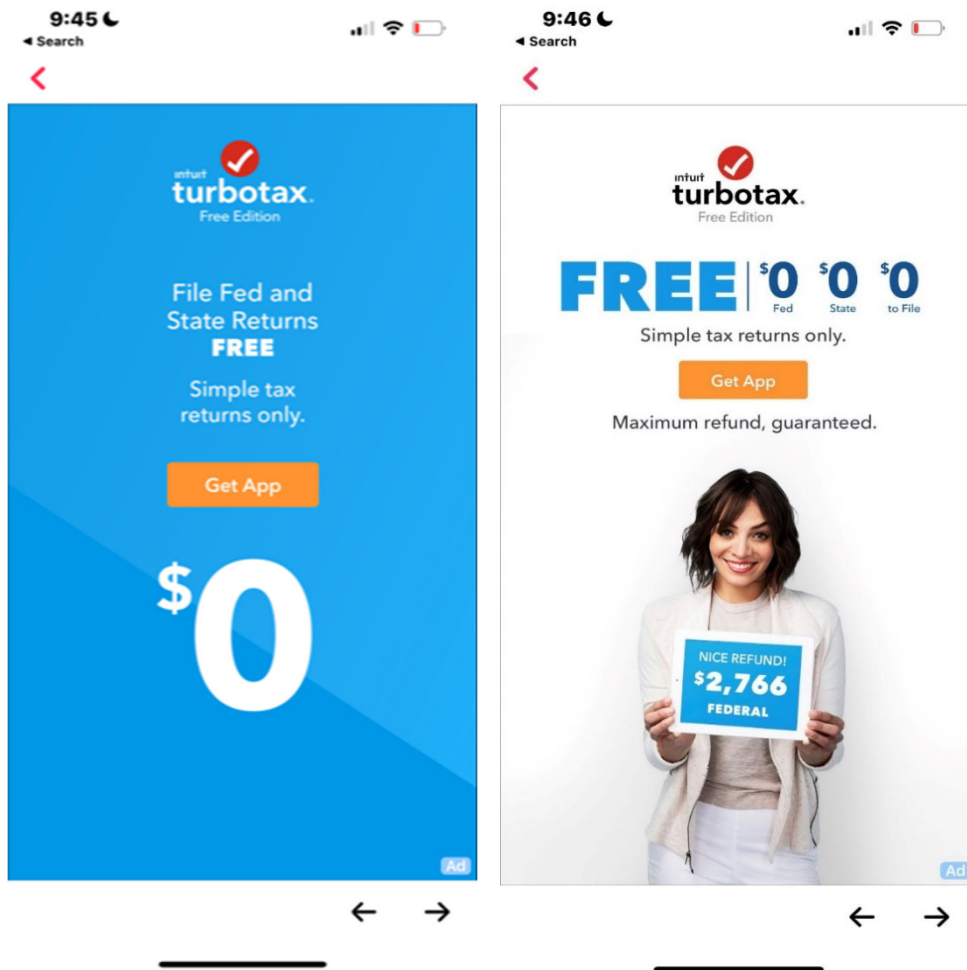 9:45
◄ Search
intuit
turbotax.
Free Edition
File Fed and
State Returns
FREE
Simple tax
returns only.
Get App
$0
Ad
9:46
◄ Search
intuit
turbotax.
Free Edition
FREE $0 $0 $0
Fed State to File
Simple tax returns only.
Get App
Maximum refund, guaranteed.
NICE REFUND!
$2,766
FEDERAL
Ad